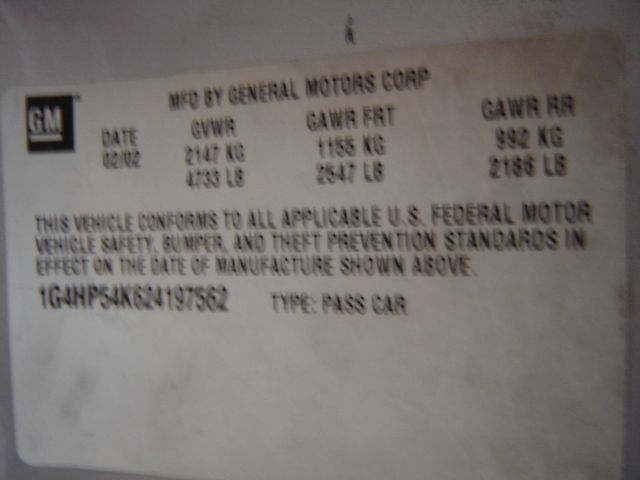 MFD BY GENERAL MOTORS CORP
GM
DATE GVWR GAWR FRT GAWR RR
02/02 2147 KG 1155 KG 992 KG
4733 LB 2547 LB 2186 LB
THIS VEHICLE CONFORMS TO ALL APPLICABLE U.S. FEDERAL MOTOR
VEHICLE SAFETY, BUMPER, AND THEFT PREVENTION STANDARDS IN
EFFECT ON THE DATE OF MANUFACTURE SHOWN ABOVE.
1G4HP54K624197562 TYPE: PASS CAR